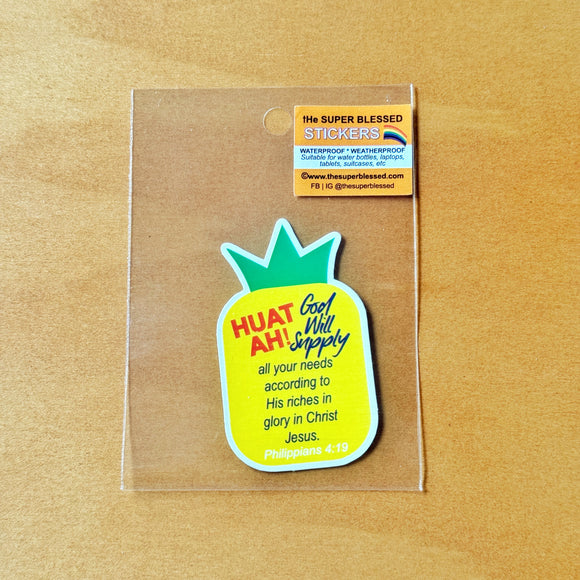 tHe SUPER BLESSED
STICKERS
WATERPROOF * WEATHERPROOF
Suitable for water bottles, laptops,
tablets, suitcases, etc
©www.thesuperblessed.com
FB | IG @thesuperblessed
HUAT
AH!
God
Will
Supply
all your needs
according to
His riches in
glory in Christ
Jesus.
Philippians 4:19